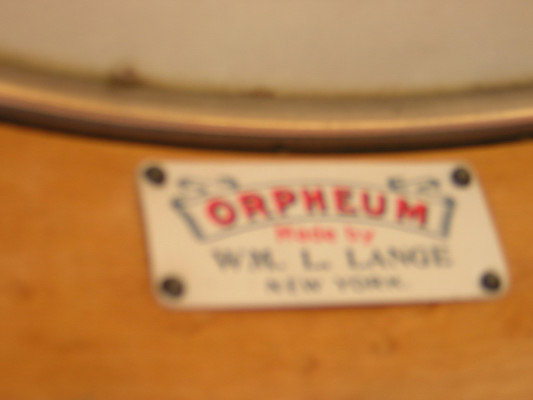 ORPHEUM
Made by
WM. L. LANGE
NEW YORK.